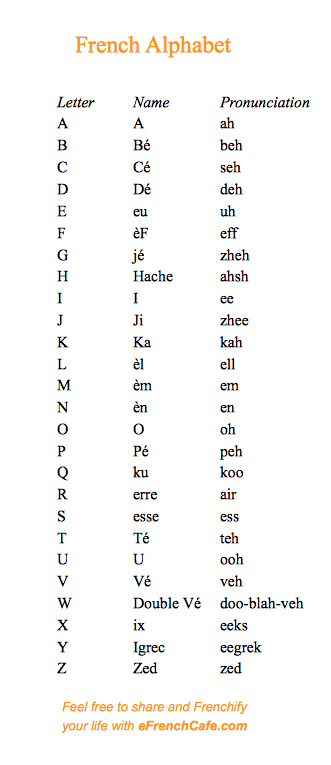 French Alphabet
Letter Name Pronunciation
A A ah
B Bé beh
C Cé seh
D Dé deh
E eu uh
F èF eff
G jé zheh
H Hache ahsh
I I ee
J Ji zhee
K Ka kah
L èl ell
M èm em
N èn en
O O oh
P Pé peh
Q ku koo
R erre air
S esse ess
T Té teh
U U ooh
V Vé veh
W Double Vé doo-blah-veh
X ix eeks
Y Igrec eegrek
Z Zed zed
Feel free to share and Frenchify
your life with eFrenchCafe.com